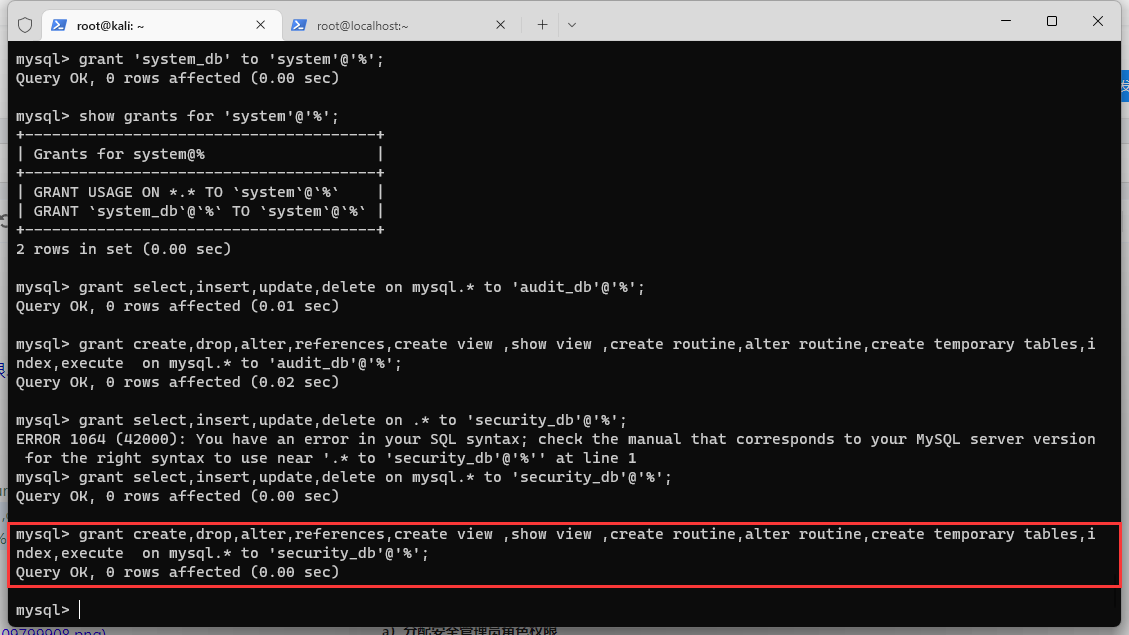 root@kali: ~
root@localhost:~
mysql> grant 'system_db' to 'system'@'%';
Query OK, 0 rows affected (0.00 sec)
mysql> show grants for 'system'@'%';
+---------------------------------------+
| Grants for system@%                   |
+---------------------------------------+
| GRANT USAGE ON *.* TO `system`@`%`    |
| GRANT `system_db`@`%` TO `system`@`%` |
+---------------------------------------+
2 rows in set (0.00 sec)
mysql> grant select,insert,update,delete on mysql.* to 'audit_db'@'%';
Query OK, 0 rows affected (0.01 sec)
mysql> grant create,drop,alter,references,create view ,show view ,create routine,alter routine,create temporary tables,i
ndex,execute  on mysql.* to 'audit_db'@'%';
Query OK, 0 rows affected (0.02 sec)
mysql> grant select,insert,update,delete on .* to 'security_db'@'%';
ERROR 1064 (42000): You have an error in your SQL syntax; check the manual that corresponds to your MySQL server version
 for the right syntax to use near '.* to 'security_db'@'%'' at line 1
mysql> grant select,insert,update,delete on mysql.* to 'security_db'@'%';
Query OK, 0 rows affected (0.00 sec)
mysql> grant create,drop,alter,references,create view ,show view ,create routine,alter routine,create temporary tables,i
ndex,execute  on mysql.* to 'security_db'@'%';
Query OK, 0 rows affected (0.00 sec)
mysql>